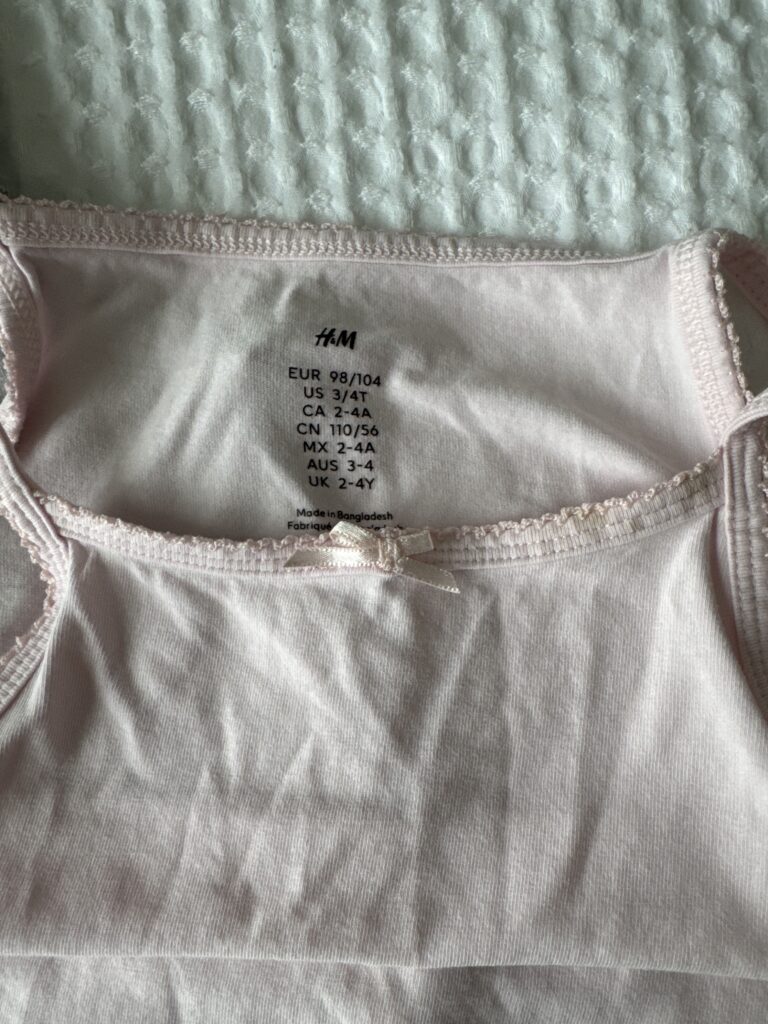 H&M
EUR 98/104
US 3/4T
CA 2-4A
CN 110/56
MX 2-4A
AUS 3-4
UK 2-4Y
Made in Bangladesh
Fabriqué